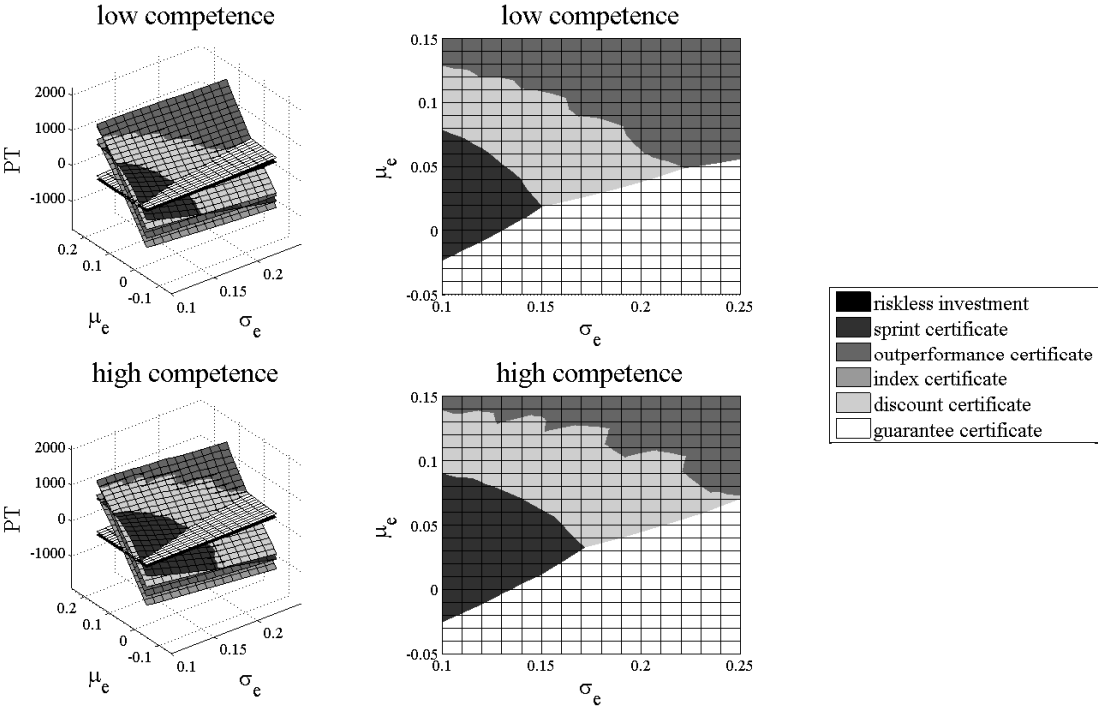 low competence
low competence
PT
2000
1000
0
-1000
0.2
0.1
0
-0.1
0.1
0.15
0.2
μe
σe
μe
0.15
0.1
0.05
0
-0.05
0.1
0.15
0.2
0.25
σe
riskless investment
sprint certificate
outperformance certificate
index certificate
discount certificate
guarantee certificate
high competence
high competence
PT
2000
1000
0
-1000
0.2
0.1
0
-0.1
0.1
0.15
0.2
μe
σe
μe
0.15
0.1
0.05
0
-0.05
0.1
0.15
0.2
0.25
σe